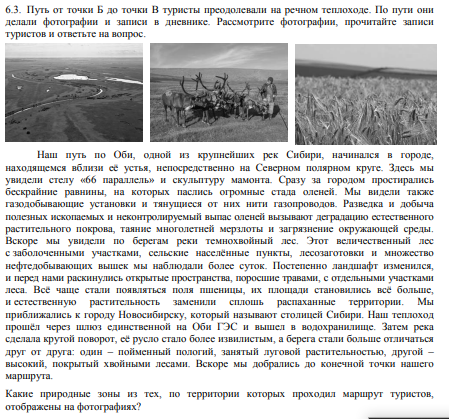 6.3. Путь от точки Б до точки В туристы преодолевали на речном теплоходе. По пути они
делали фотографии и записи в дневнике. Рассмотрите фотографии, прочитайте записи
туристов и ответьте на вопрос.
Наш путь по Оби, одной из крупнейших рек Сибири, начинался в городе,
находящемся вблизи её устья, непосредственно на Северном полярном круге. Здесь мы
увидели стелу «66 параллель» и скульптуру мамонта. Сразу за городом простирались
бескрайние равнины, на которых паслись огромные стада оленей. Мы видели также
газодобывающие установки и тянущиеся от них нити газопроводов. Разведка и добыча
полезных ископаемых и неконтролируемый выпас оленей вызывают деградацию естественного
растительного покрова, таяние многолетней мерзлоты и загрязнение окружающей среды.
Вскоре мы увидели по берегам реки темнохвойный лес. Этот величественный лес
с заболоченными участками, сельские населённые пункты, лесозаготовки и множество
нефтедобывающих вышек мы наблюдали более суток. Постепенно ландшафт изменился,
и перед нами раскинулись открытые пространства, поросшие травами, с отдельными участками
леса. Всё чаще стали появляться поля пшеницы, их площади становились всё больше,
и естественную растительность заменили сплошь распаханные территории. Мы
приближались к городу Новосибирску, который называют столицей Сибири. Наш теплоход
прошёл через шлюз единственной на Оби ГЭС и вышел в водохранилище. Затем река
сделала крутой поворот, её русло стало более извилистым, а берега стали больше отличаться
друг от друга: один – пойменный пологий, занятый луговой растительностью, другой –
высокий, покрытый хвойными лесами. Вскоре мы добрались до конечной точки нашего
маршрута.
Какие природные зоны из тех, по территории которых проходил маршрут туристов,
отображены на фотографиях?